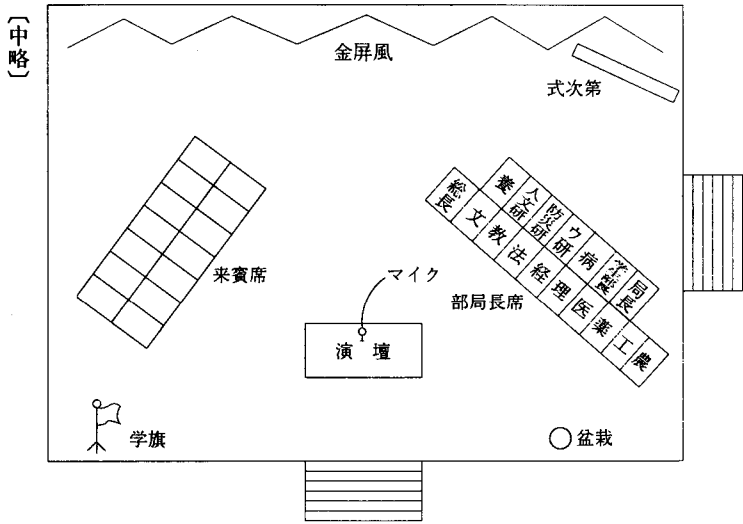 〔中略〕
金屏風
式次第
養
人文研
防災研
ウ研
病
学生部長
局長
総長
文
教
法
経
理
医
薬
工
農
部局長席
来賓席
マイク
演壇
学旗
盆栽